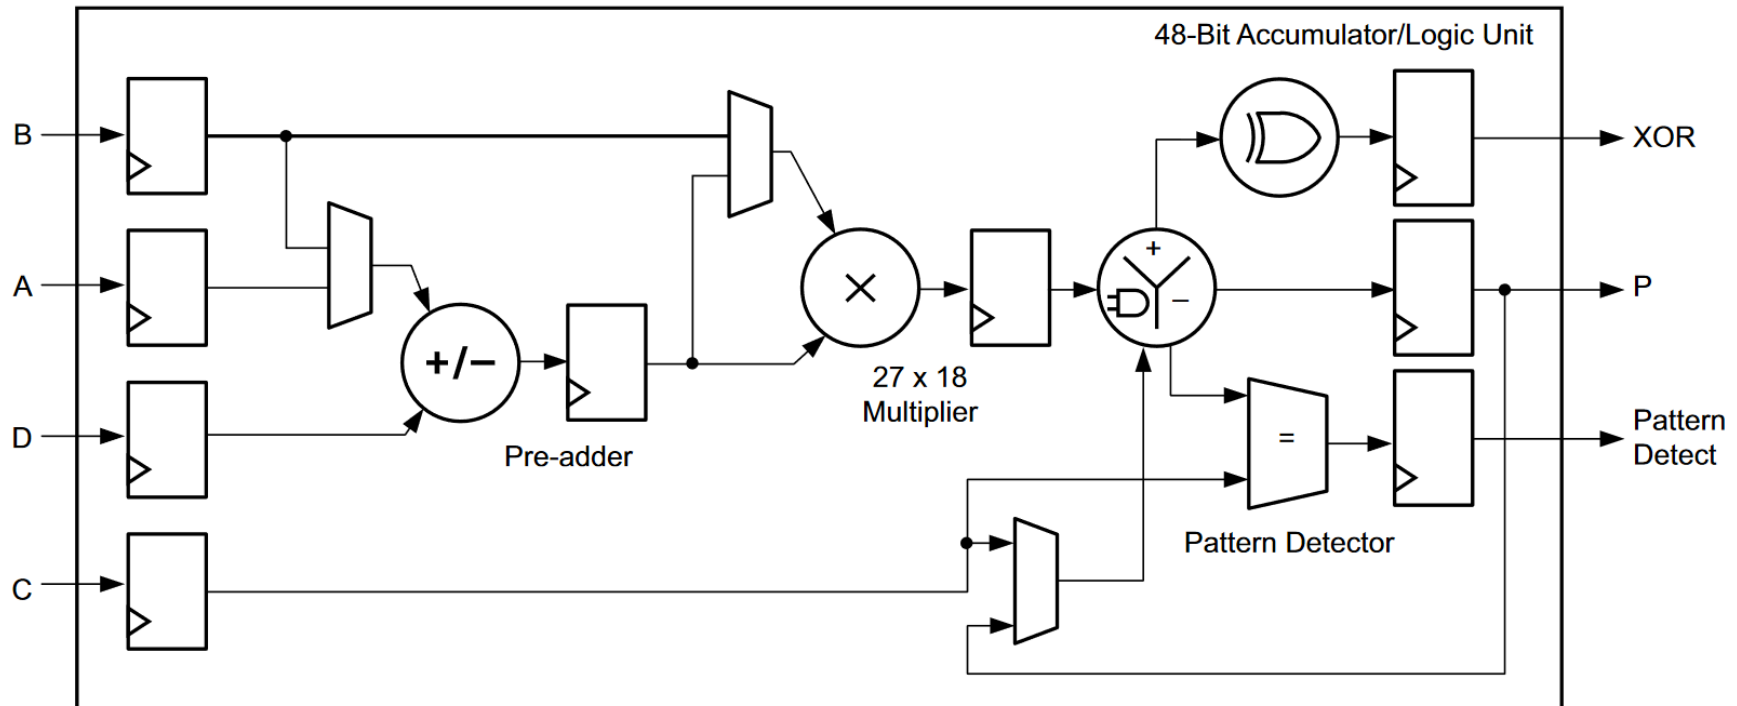 48-Bit Accumulator/Logic Unit
B
XOR
A
+
−
P
+/−
×
27 x 18
Multiplier
D
Pre-adder
=
Pattern
Detect
Pattern Detector
C